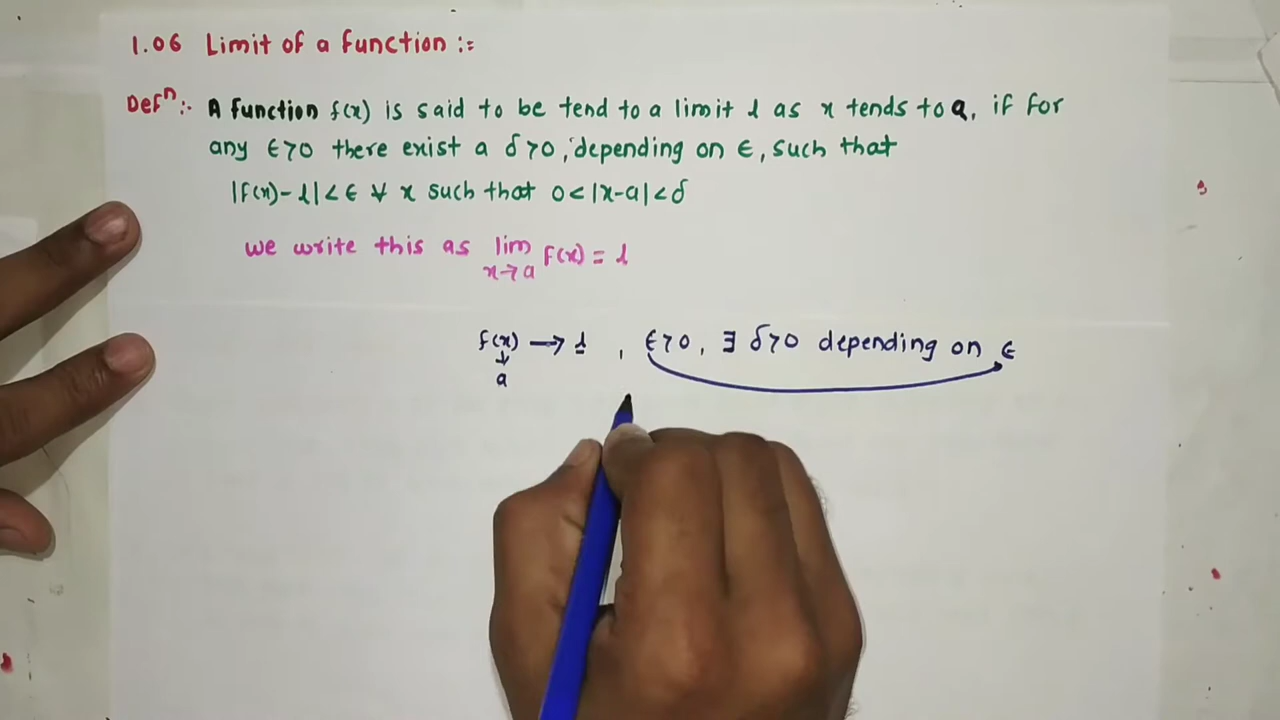 1.06 Limit of a function :=
Defⁿ:- A function f(x) is said to be tend to a limit l as x tends to a, if for
any ϵ>0 there exist a δ>0, depending on ϵ, such that
|f(x)-l|<ϵ ∀ x such that 0<|x-a|<δ
we write this as lim f(x) = l
x→a
f(x) → l , ϵ>0, ∃ δ>0 depending on ϵ
↓
a